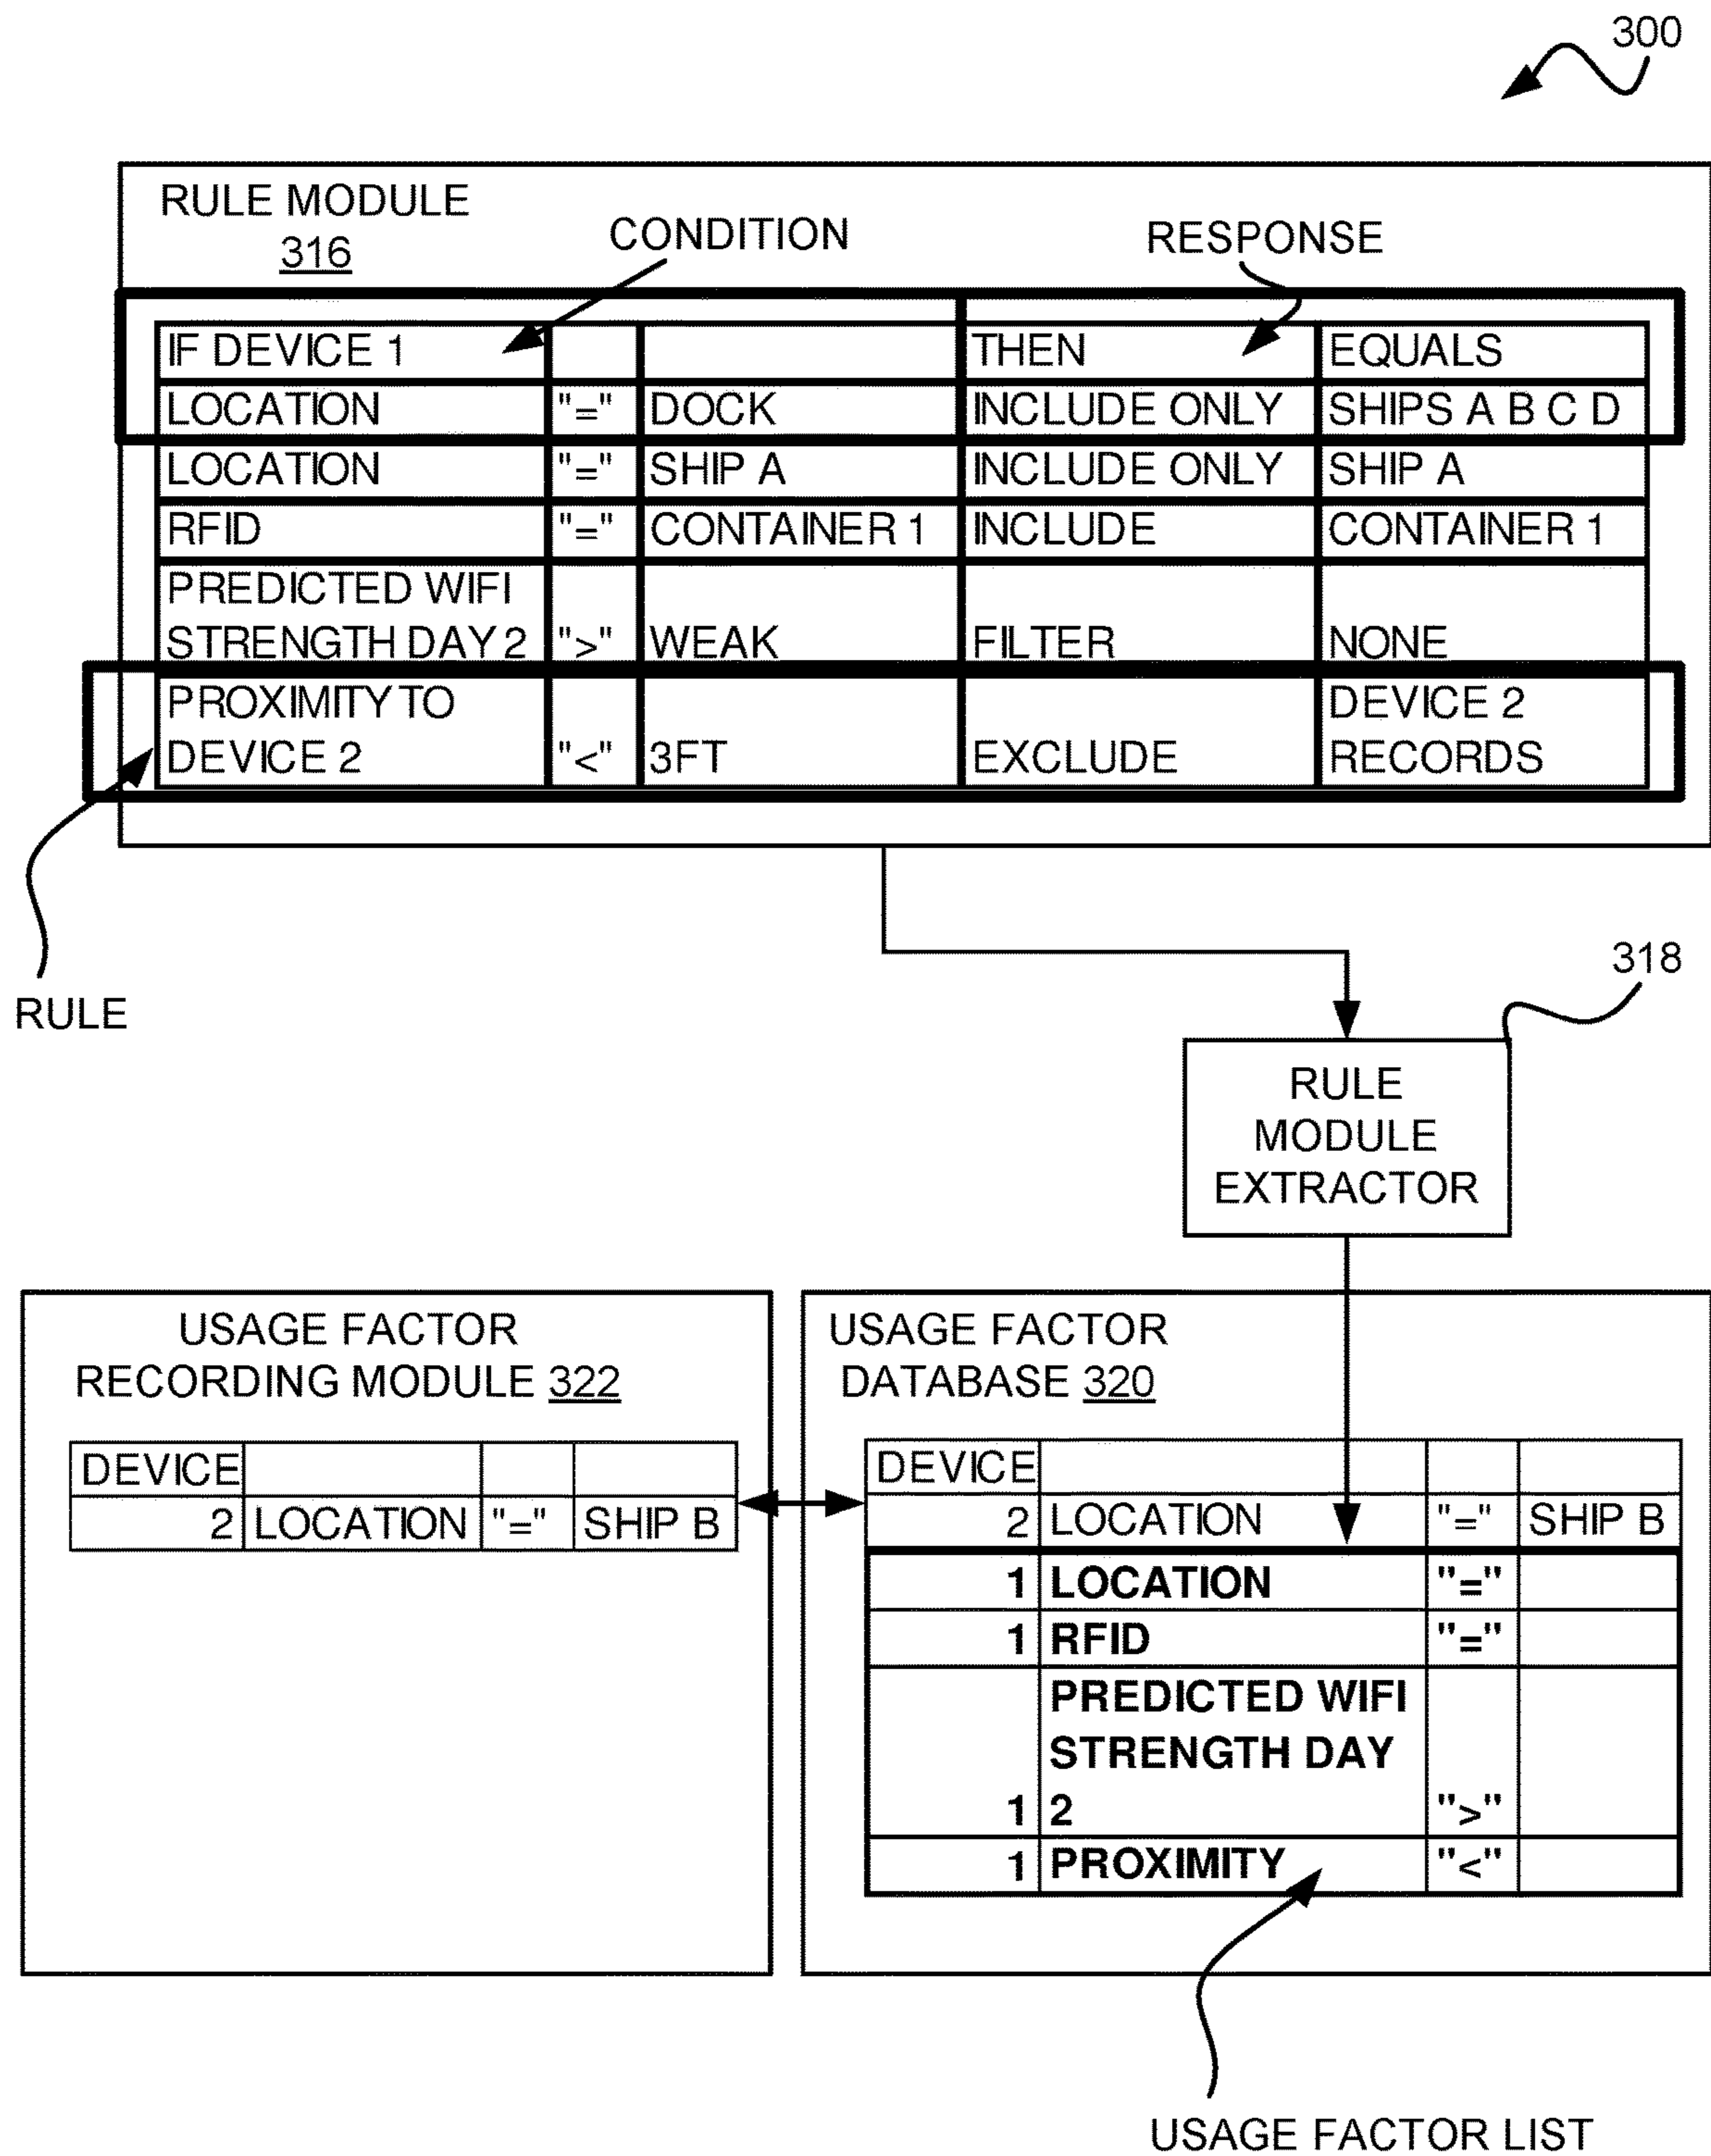 300
RULE MODULE
316
CONDITION
RESPONSE
IF DEVICE 1 THEN EQUALS
LOCATION "=" DOCK INCLUDE ONLY SHIPS A B C D
LOCATION "=" SHIP A INCLUDE ONLY SHIP A
RFID "=" CONTAINER 1 INCLUDE CONTAINER 1
PREDICTED WIFI
STRENGTH DAY 2 ">" WEAK FILTER NONE
PROXIMITY TO DEVICE 2
DEVICE 2 "<" 3FT EXCLUDE RECORDS
RULE
318
RULE
MODULE
EXTRACTOR
USAGE FACTOR
RECORDING MODULE 322
DEVICE
2 LOCATION "=" SHIP B
USAGE FACTOR
DATABASE 320
DEVICE
2 LOCATION "=" SHIP B
1 LOCATION "="
1 RFID "="
PREDICTED WIFI
STRENGTH DAY
1 2 ">"
1 PROXIMITY "<"
USAGE FACTOR LIST